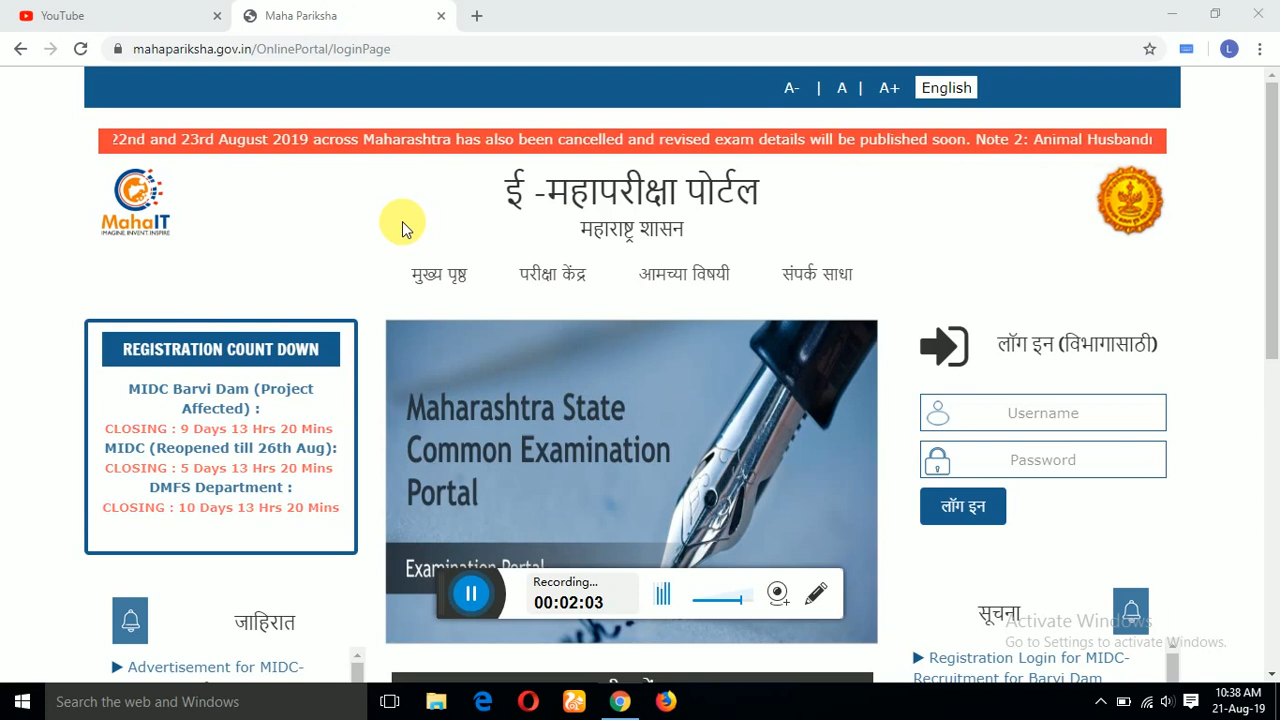 YouTube
Maha Pariksha
mahapariksha.gov.in/OnlinePortal/loginPage
L
A- | A | A+ English
22nd and 23rd August 2019 across Maharashtra has also been cancelled and revised exam details will be published soon. Note 2: Animal Husband
MahaIT
IMAGINE INVENT INSPIRE
ई -महापरीक्षा पोर्टल
महाराष्ट्र शासन
मुख्य पृष्ठ परीक्षा केंद्र आमच्या विषयी संपर्क साधा
REGISTRATION COUNT DOWN
MIDC Barvi Dam (Project
Affected) :
CLOSING : 9 Days 13 Hrs 20 Mins
MIDC (Reopened till 26th Aug):
CLOSING : 5 Days 13 Hrs 20 Mins
DMFS Department :
CLOSING : 10 Days 13 Hrs 20 Mins
Maharashtra State
Common Examination
Portal
Examination Portal
लॉग इन (विभागासाठी)
Username
Password
लॉग इन
Recording...
00:02:03
जाहिरात
Advertisement for MIDC-
सूचना
Registration Login for MIDC-
Recruitment for Barvi Dam
Activate Windows
Go to Settings to activate Windows.
Search the web and Windows
10:38 AM
21-Aug-19